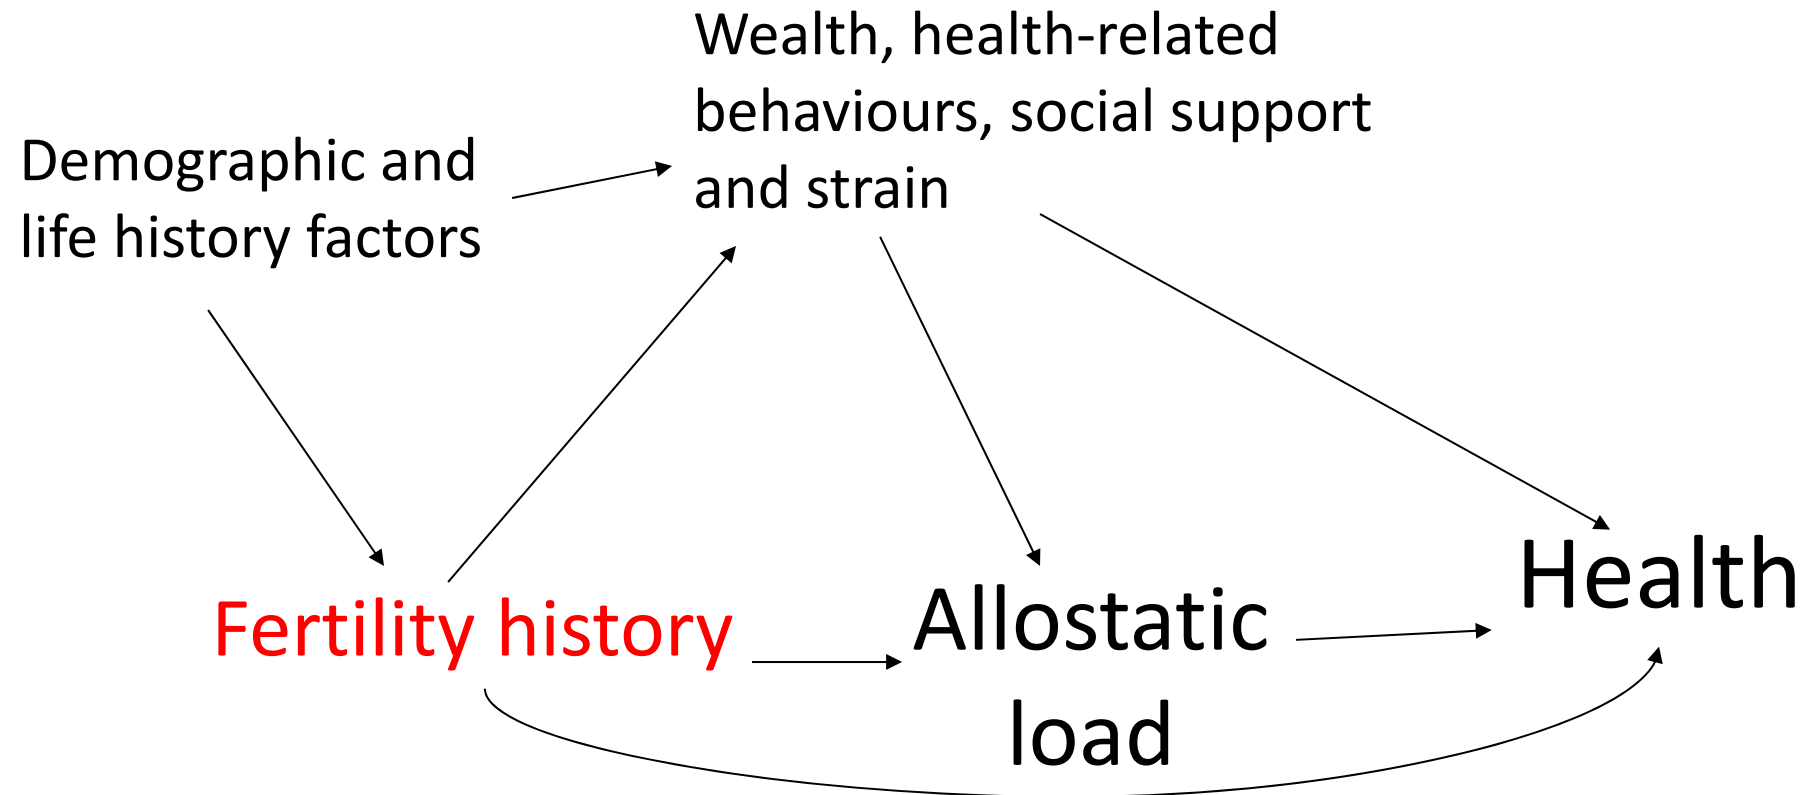 Wealth, health-related
behaviours, social support
and strain
Demographic and
life history factors
Fertility history
Allostatic
load
Health